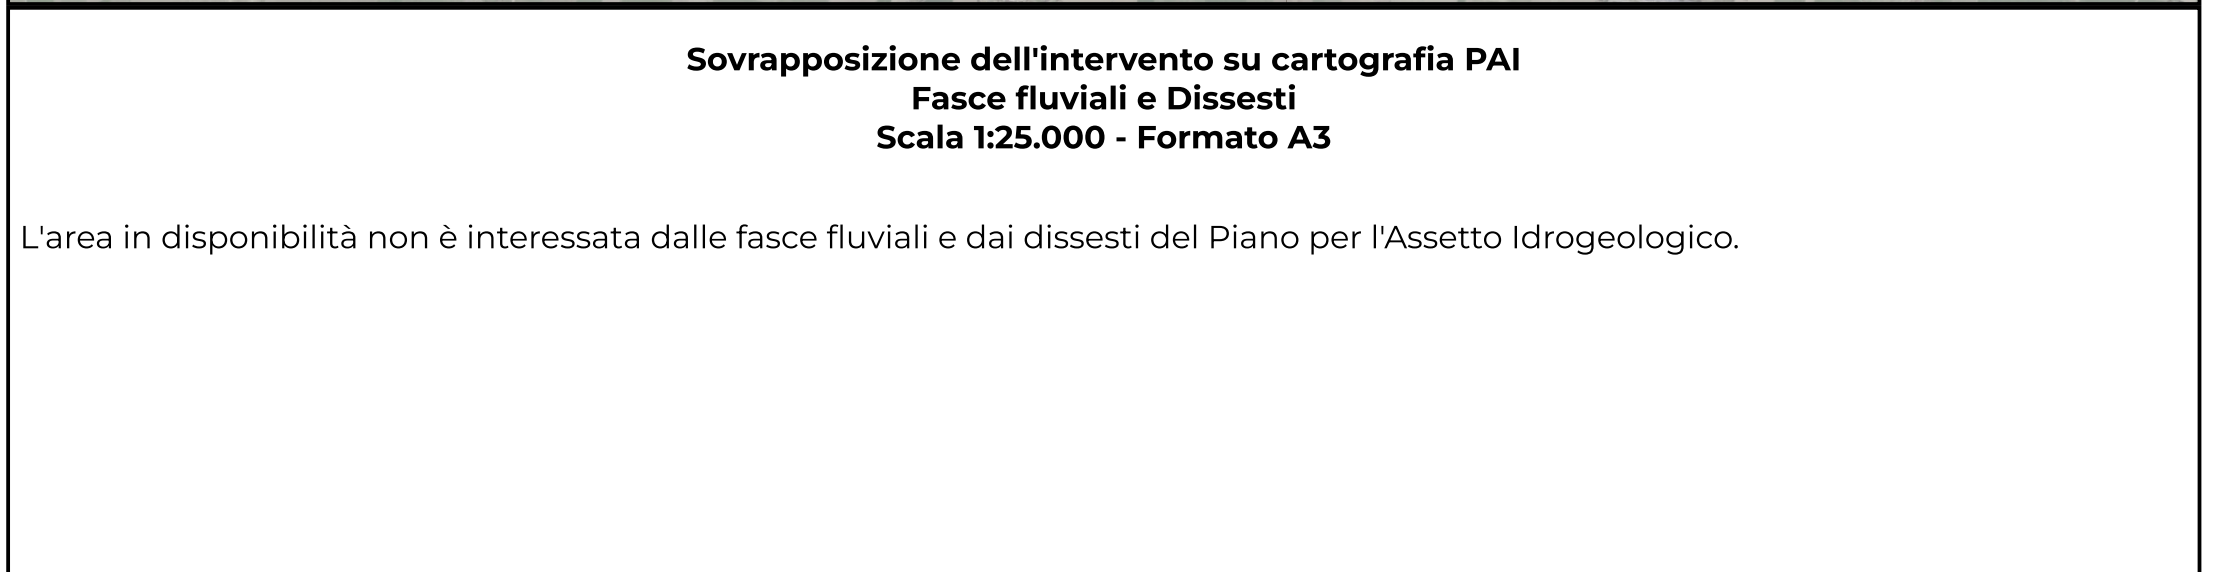 Sovrapposizione dell'intervento su cartografia PAI
Fasce fluviali e Dissesti
Scala 1:25.000 - Formato A3
L'area in disponibilità non è interessata dalle fasce fluviali e dai dissesti del Piano per l'Assetto Idrogeologico.